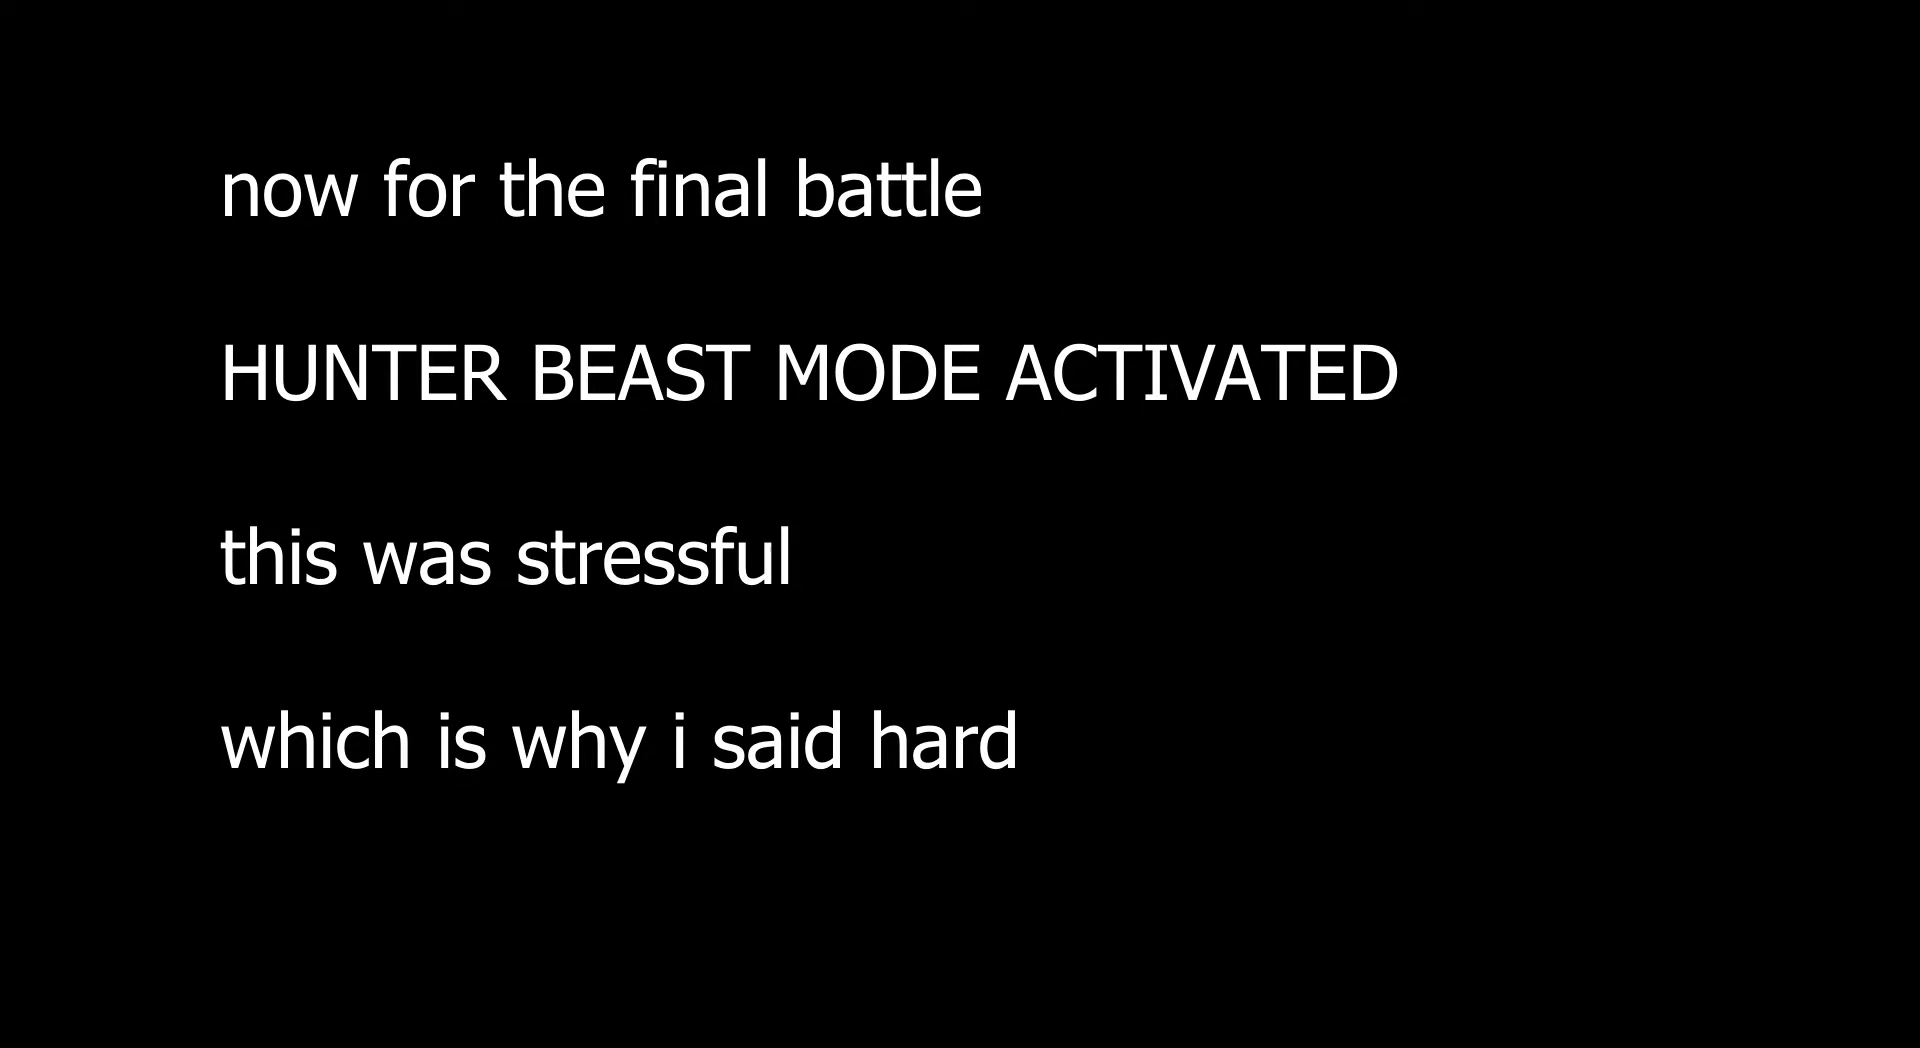 now for the final battle
HUNTER BEAST MODE ACTIVATED
this was stressful
which is why i said hard